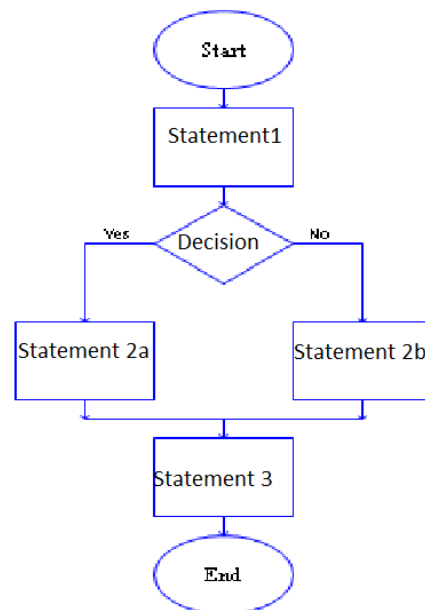 Start
Statement1
Decision
Yes
No
Statement 2a
Statement 2b
Statement 3
End